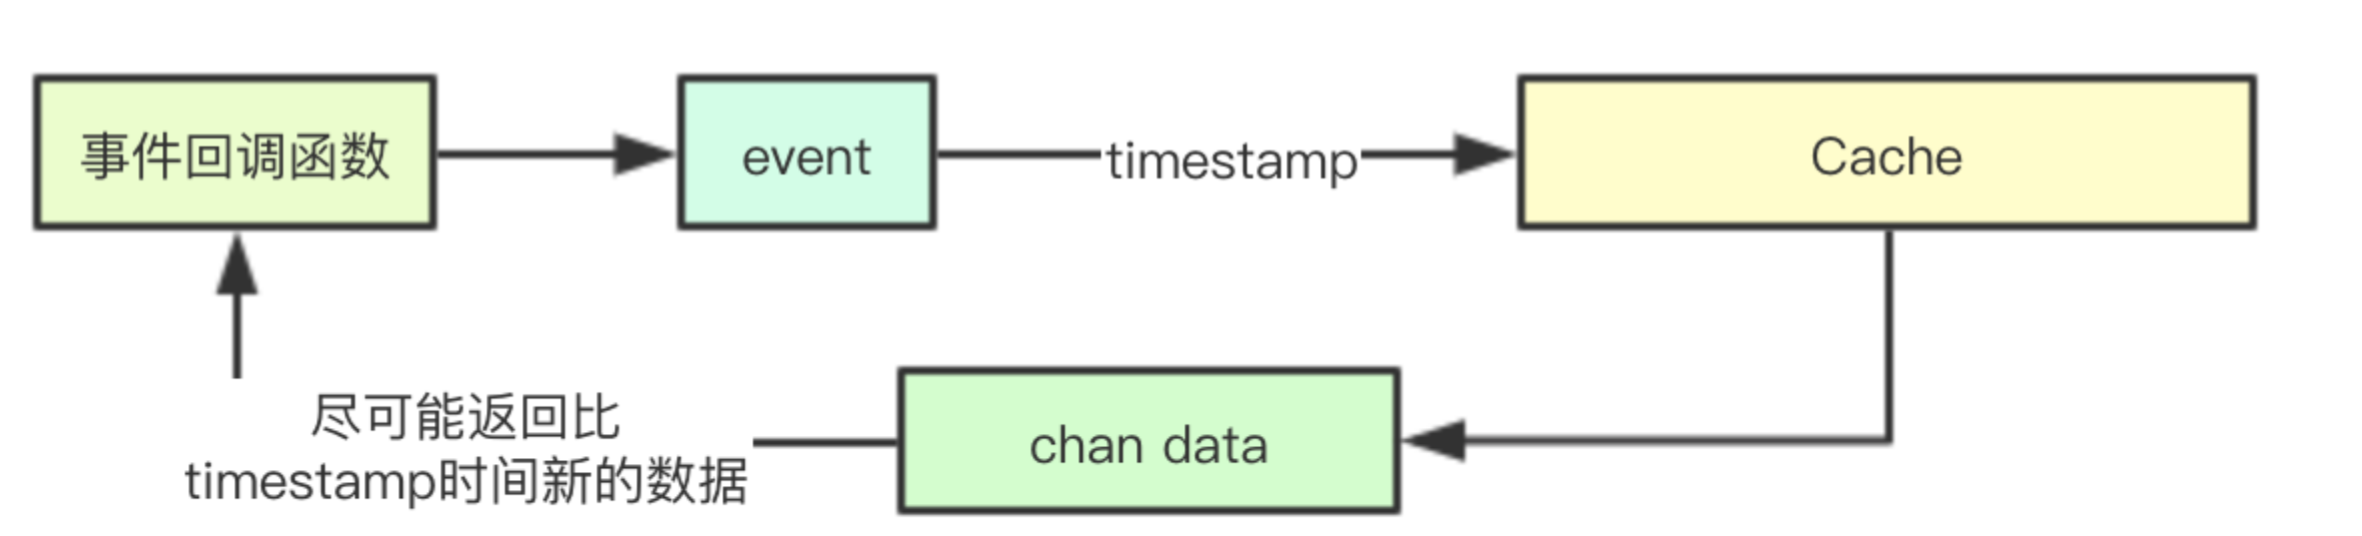 事件回调函数
event
timestamp
Cache
尽可能返回比
timestamp时间新的数据
chan data